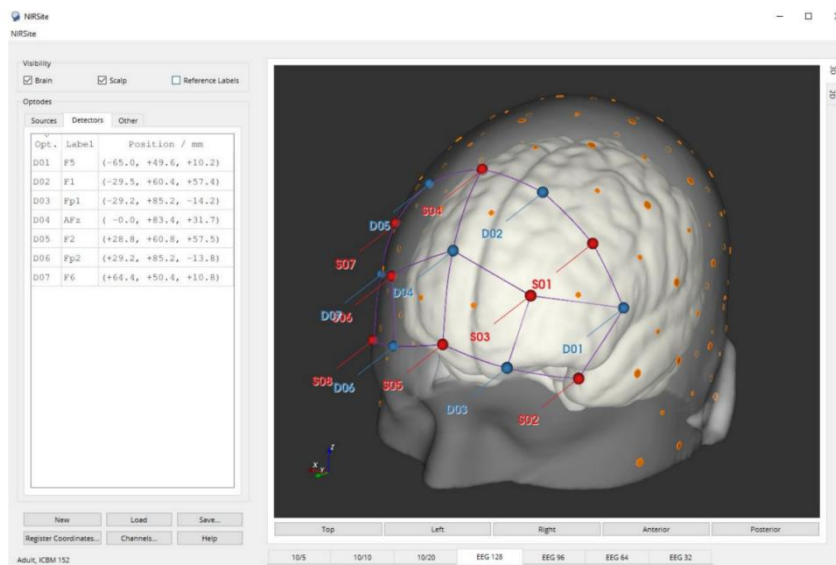 NIRSite
NIRSite
Visibility
Brain Scalp Reference Labels
Optodes
Sources Detectors Other
Opt. Label Position / mm
D01 F5 (-65.0, +49.6, +10.2)
D02 F1 (-29.5, +60.4, +57.4)
D03 Fp1 (-29.2, +85.2, -14.2)
D04 AFz ( -0.0, +83.4, +31.7)
D05 F2 (+28.8, +60.8, +57.5)
D06 Fp2 (+29.2, +85.2, -13.8)
D07 F6 (+64.4, +50.4, +10.8)
New Load Save...
Register Coordinates... Channels... Help
Adult, ICBM 152
3D
2D
S04
D05
D02
S07
D04
S01
D07
S06
S03
D01
S08
D06
S05
D03
S02
X Y Z
Top Left Right Anterior Posterior
10/5 10/10 10/20 EEG 128 EEG 96 EEG 64 EEG 32